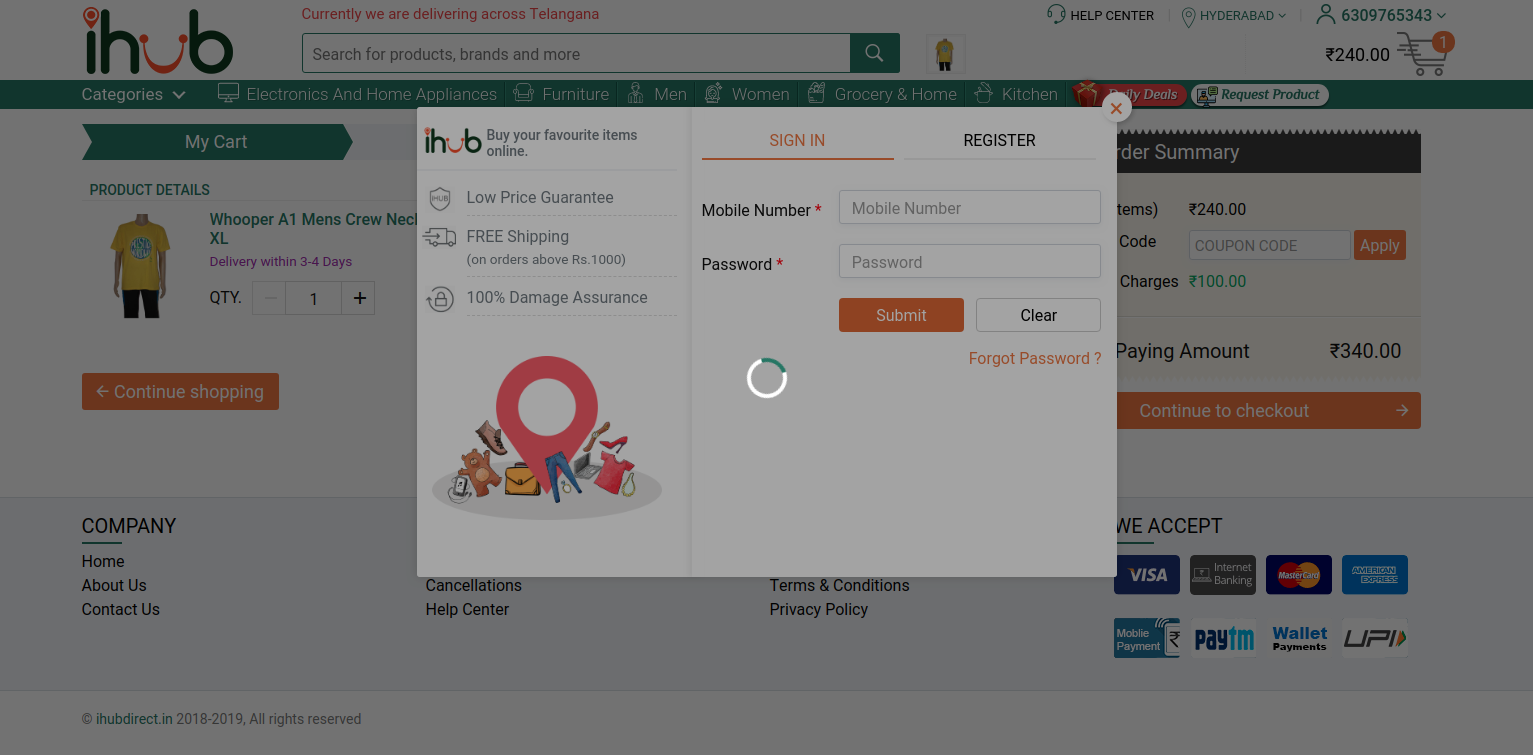 Currently we are delivering across Telangana
HELP CENTER
HYDERABAD
6309765343
ihub
Search for products, brands and more
₹240.00
1
Categories
Electronics And Home Appliances
Furniture
Men
Women
Grocery & Home
Kitchen
Daily Deals
Request Product
My Cart
PRODUCT DETAILS
Whooper A1 Mens Crew Neck
XL
Delivery within 3-4 Days
QTY.
1
Continue shopping
ihub
Buy your favourite items
online.
Low Price Guarantee
FREE Shipping
(on orders above Rs.1000)
100% Damage Assurance
SIGN IN
REGISTER
Mobile Number *
Mobile Number
Password *
Password
Submit
Clear
Forgot Password ?
rder Summary
tems)
₹240.00
Code
COUPON CODE
Apply
Charges
₹100.00
Paying Amount
₹340.00
Continue to checkout
COMPANY
Home
About Us
Contact Us
Cancellations
Help Center
Terms & Conditions
Privacy Policy
WE ACCEPT
VISA
Internet
Banking
MasterCard
AMERICAN
EXPRESS
Moblie
Payment
paytm
Wallet
Payments
UPI
© ihubdirect.in 2018-2019, All rights reserved